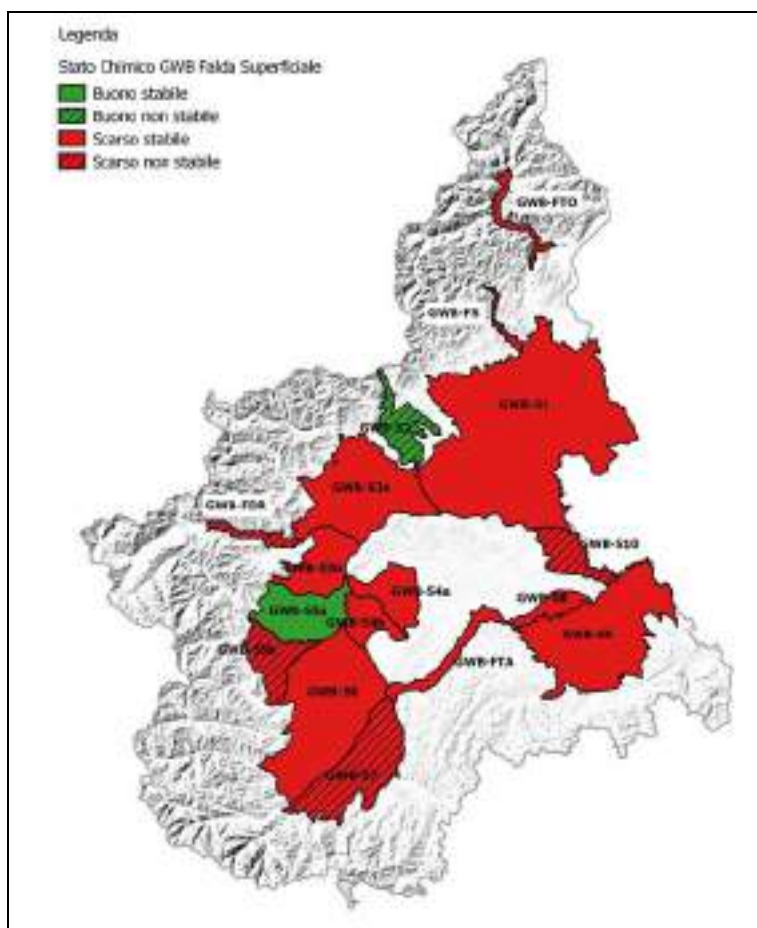 Legenda
Stato Chimico GWB Falda Superficiale
Buono stabile
Buono non stabile
Scarso stabile
Scarso non stabile
GWB-FTO
GWB-FS
GWB-S1
GWB-S3a
GWB-FDR
GWB-S10
GWB-S4a
GWB-S5a
GWB-FTA
GWB-S6
GWB-S7